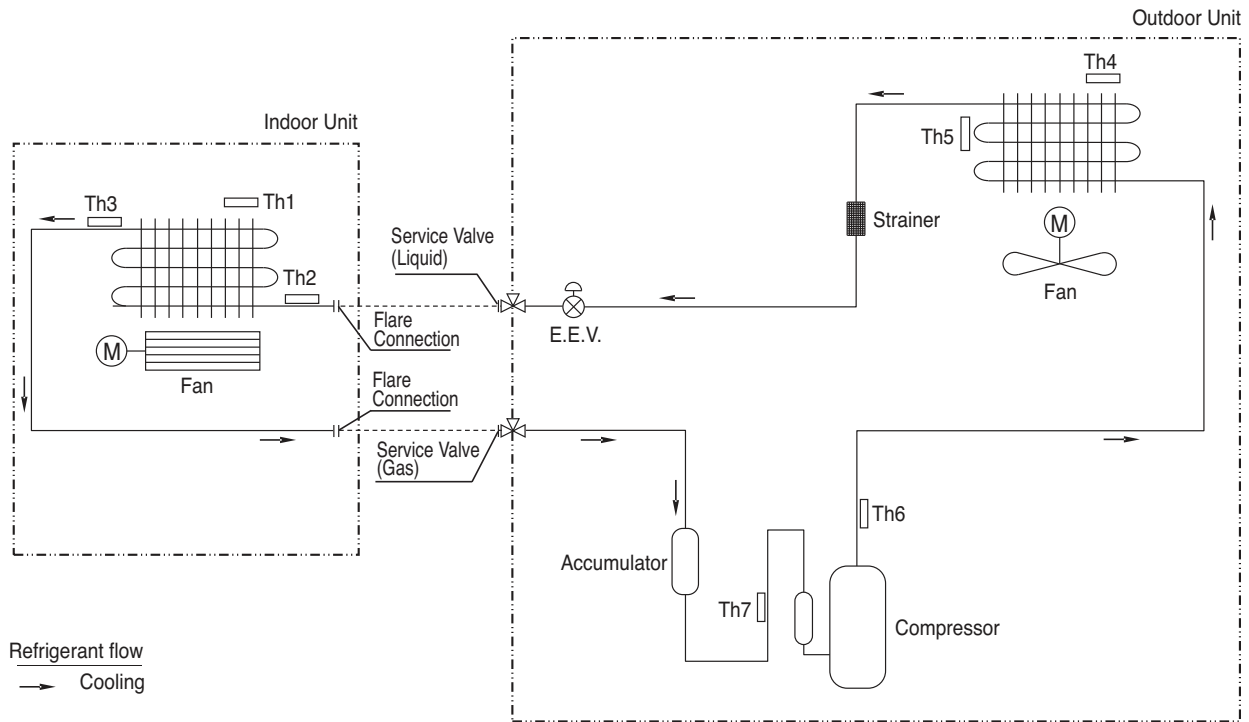 Outdoor Unit
Th4
Indoor Unit
Th5
Th3
Th1
Strainer
M
Service Valve
(Liquid)
Th2
Fan
E.E.V.
Flare
Connection
M
Fan
Flare
Connection
Service Valve
(Gas)
Th6
Accumulator
Th7
Compressor
Refrigerant flow
Cooling